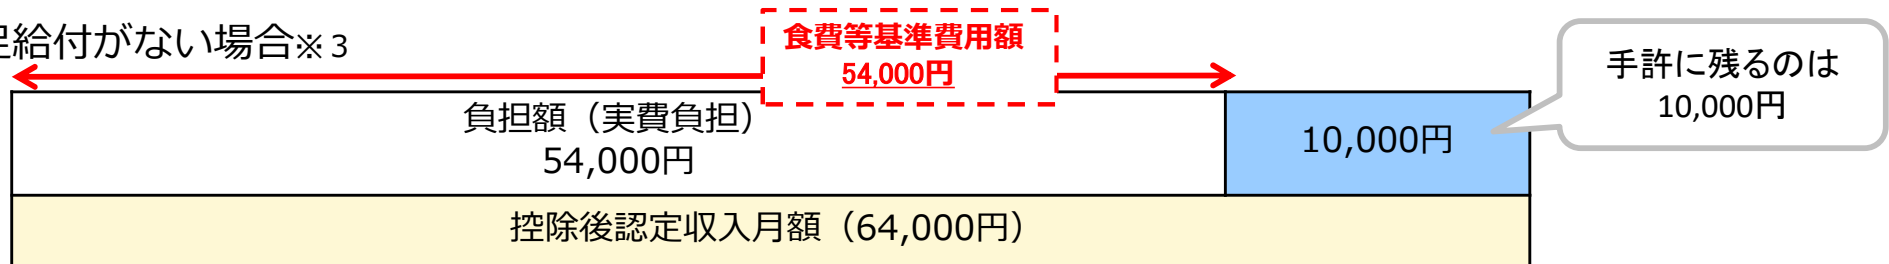 給付がない場合※3
食費等基準費用額
54,000円
手許に残るのは
10,000円
負担額（実費負担）
54,000円
10,000円
控除後認定収入月額（64,000円）